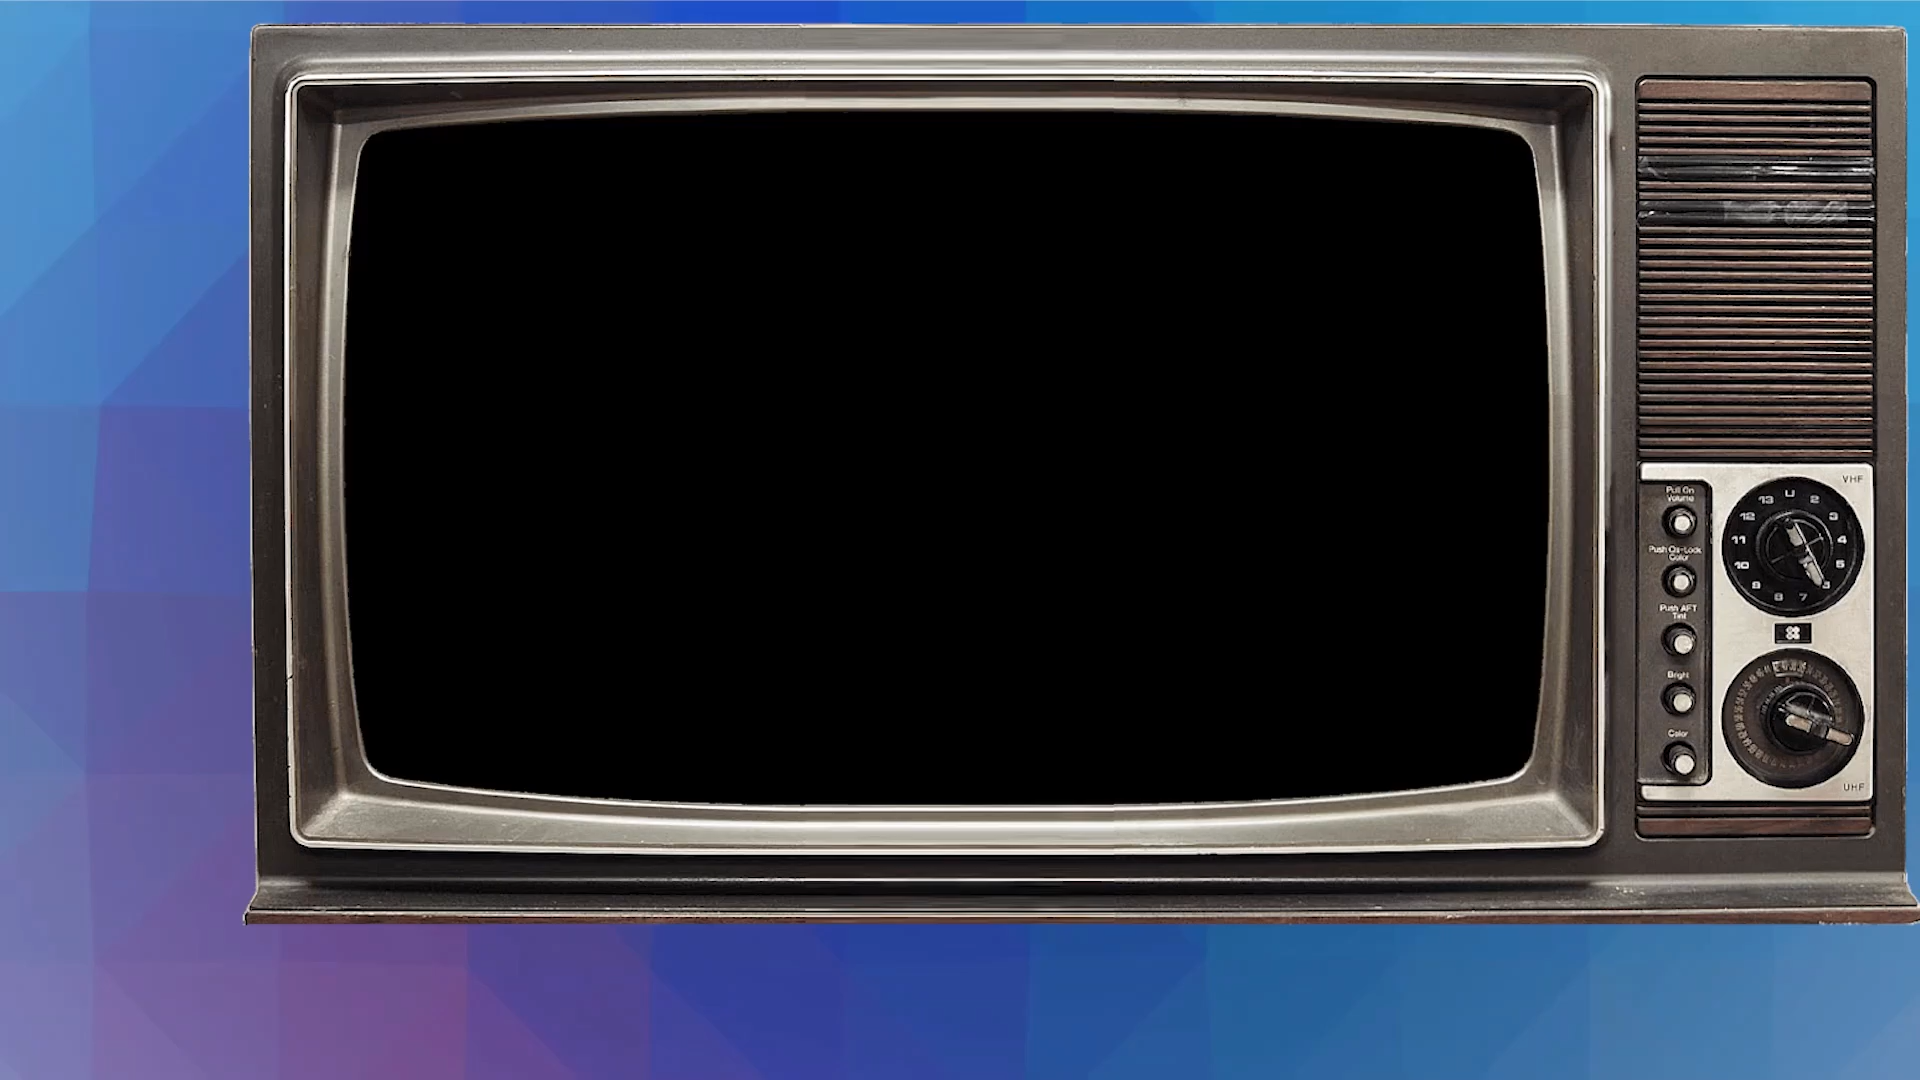 VHF
Pull On
Volume
Push On-Lock
Color
Push AFT
Tint
Bright
Color
U
2
3
4
5
7
8
9
10
11
12
13
UHF